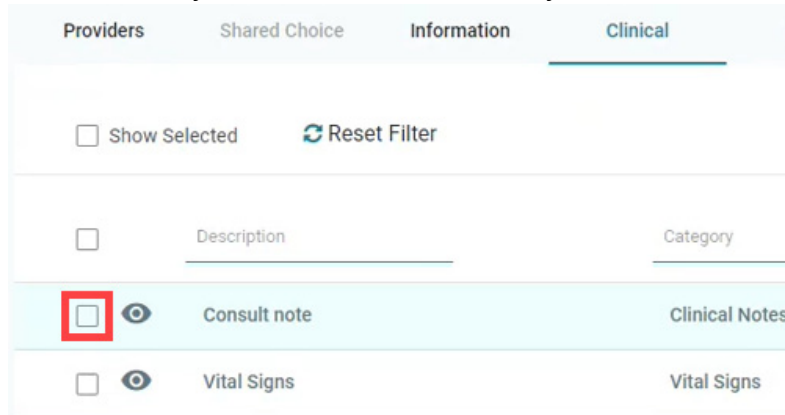 Providers Shared Choice Information Clinical
Show Selected Reset Filter
Description Category
Consult note Clinical Notes
Vital Signs Vital Signs